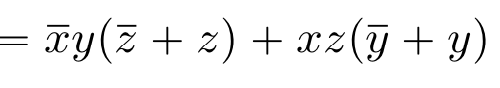 = x̅y(z̅ + z) + xz(y̅ + y)